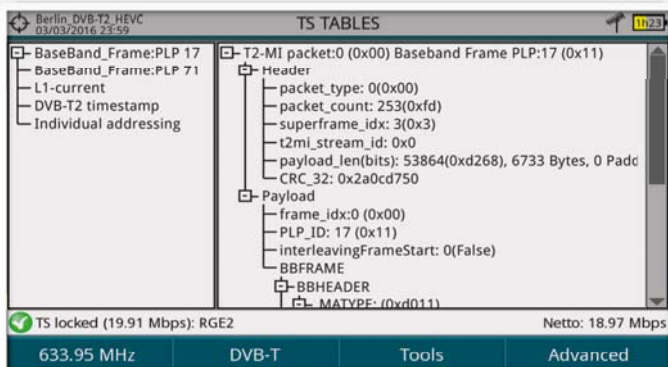 Berlin_DVB-T2_HEVC
03/03/2016 23:59
TS TABLES
1h23
BaseBand_Frame:PLP 17
BaseBand_Frame:PLP 71
L1-current
DVB-T2 timestamp
Individual addressing
T2-MI packet:0 (0x00) Baseband Frame PLP:17 (0x11)
Header
packet_type: 0(0x00)
packet_count: 253(0xfd)
superframe_idx: 3(0x3)
t2mi_stream_id: 0x0
payload_len(bits): 53864(0xd268), 6733 Bytes, 0 Padd
CRC_32: 0x2a0cd750
Payload
frame_idx:0 (0x00)
PLP_ID: 17 (0x11)
interleavingFrameStart: 0(False)
BBFRAME
BBHEADER
MATYPE: (0xd011)
TS locked (19.91 Mbps): RGE2
Netto: 18.97 Mbps
633.95 MHz
DVB-T
Tools
Advanced